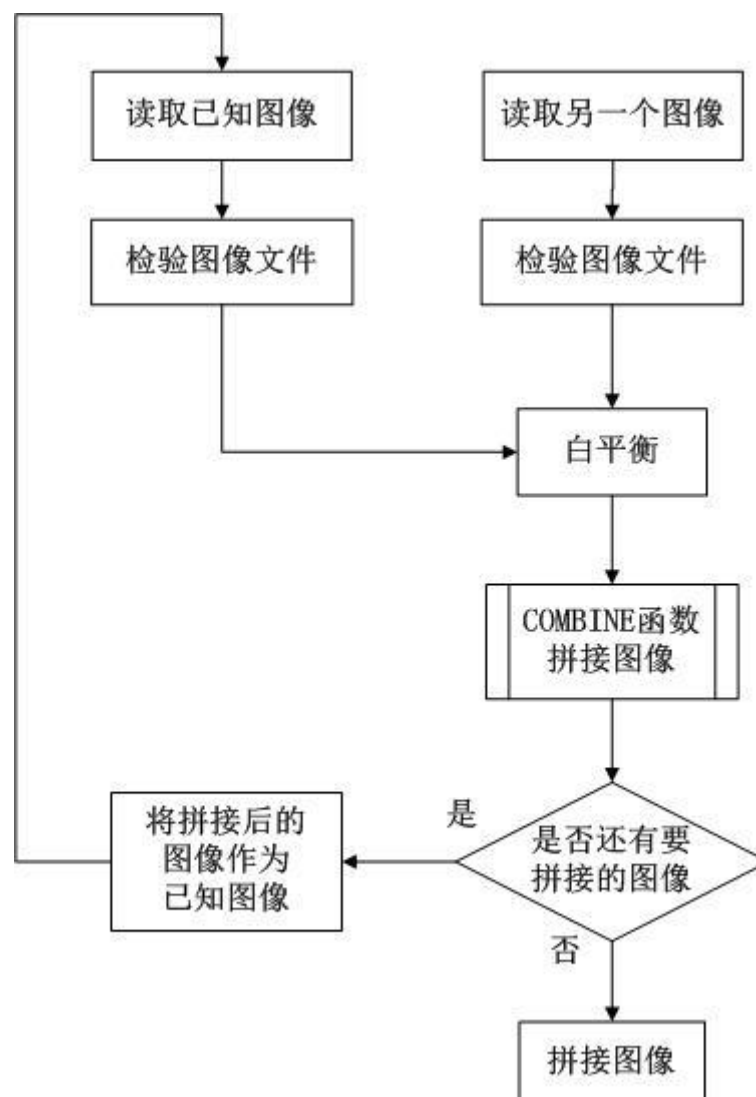 读取已知图像
读取另一个图像
检验图像文件
检验图像文件
白平衡
COMBINE函数
拼接图像
是否还有要
拼接的图像
是
将拼接后的
图像作为
已知图像
否
拼接图像